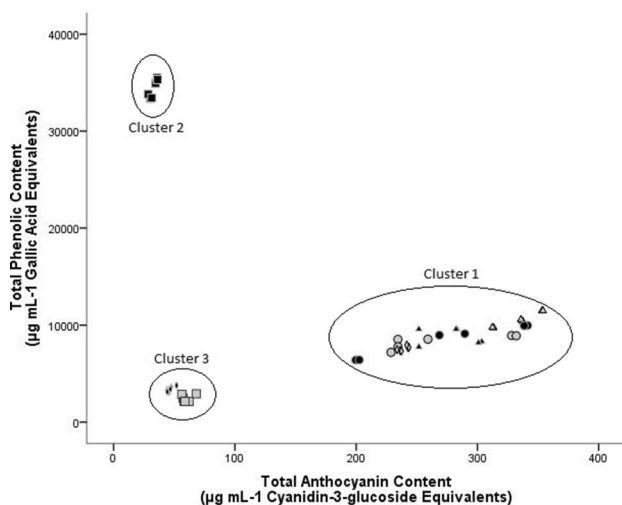 40000
Cluster 2
30000
Total Phenolic Content
(µg mL-1 Gallic Acid Equivalents)
20000
Cluster 1
10000
Cluster 3
0
0 100 200 300 400
Total Anthocyanin Content
(µg mL-1 Cyanidin-3-glucoside Equivalents)